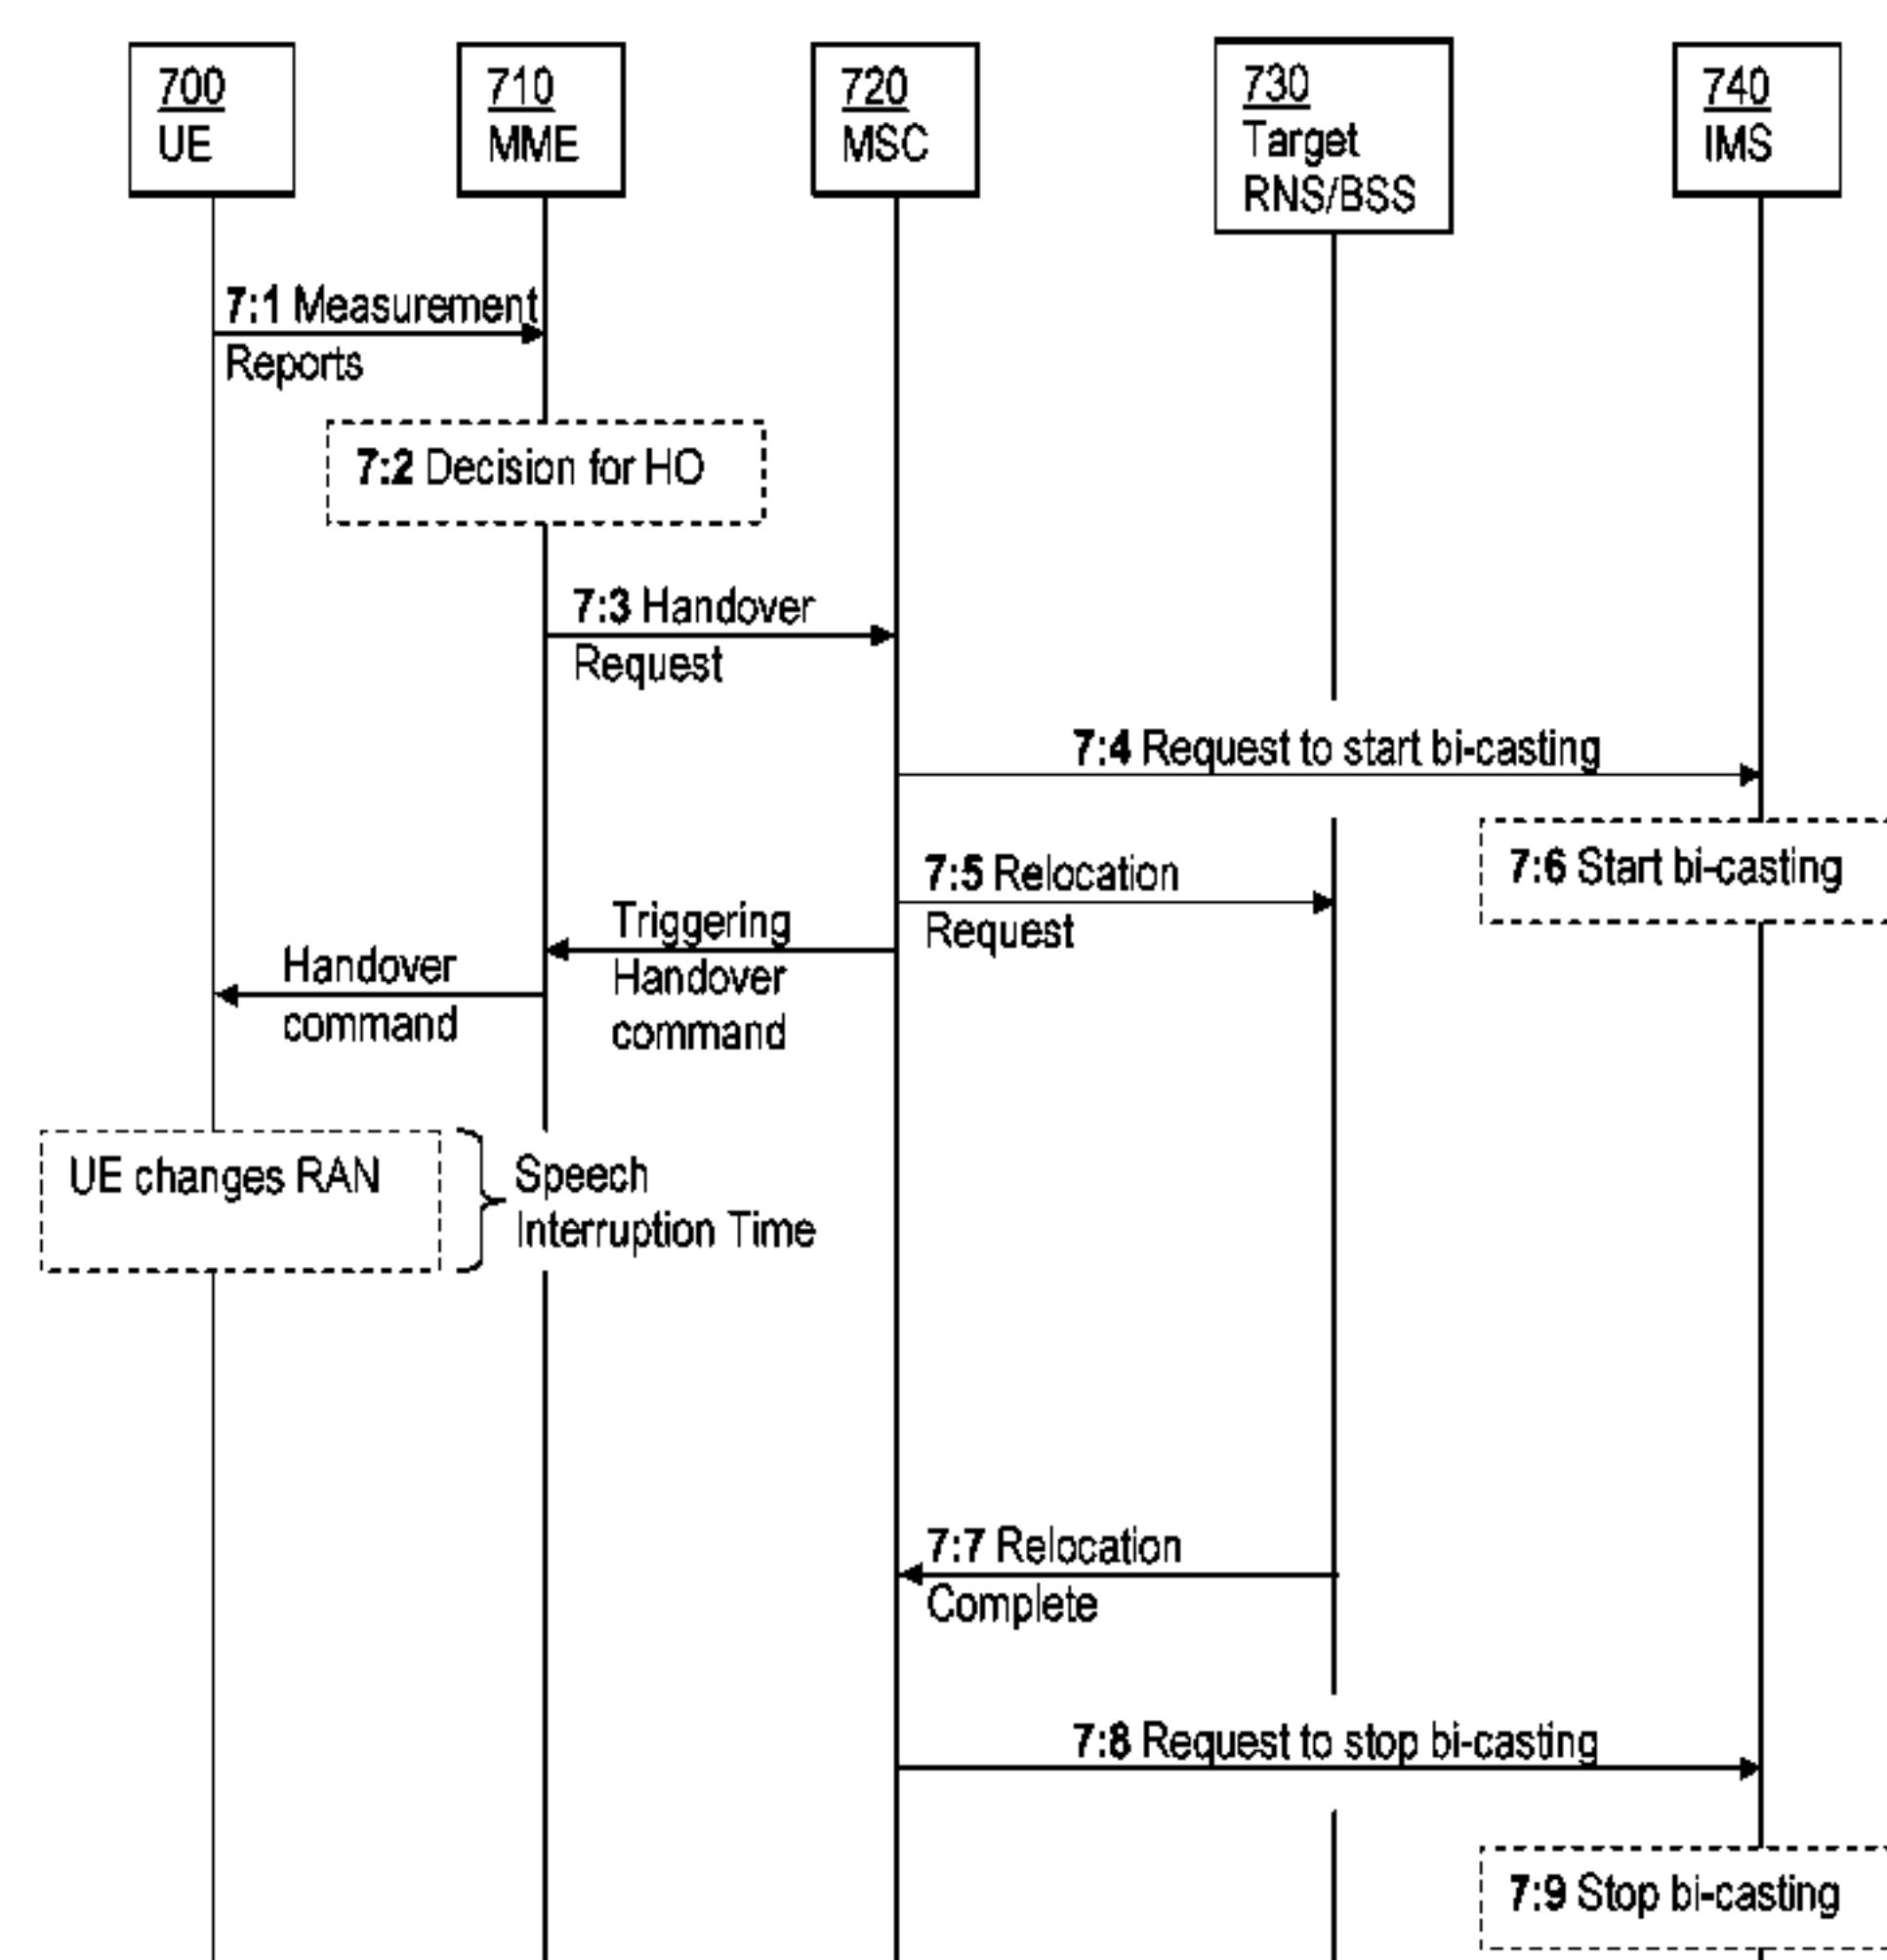 700
UE
710
MME
720
MSC
730
Target
RNS/BSS
740
IMS
7:1 Measurement
Reports
7:2 Decision for HO
7:3 Handover
Request
7:4 Request to start bi-casting
7:6 Start bi-casting
7:5 Relocation
Request
Triggering
Handover
command
Handover
command
UE changes RAN
Speech
Interruption Time
7:7 Relocation
Complete
7:8 Request to stop bi-casting
7:9 Stop bi-casting